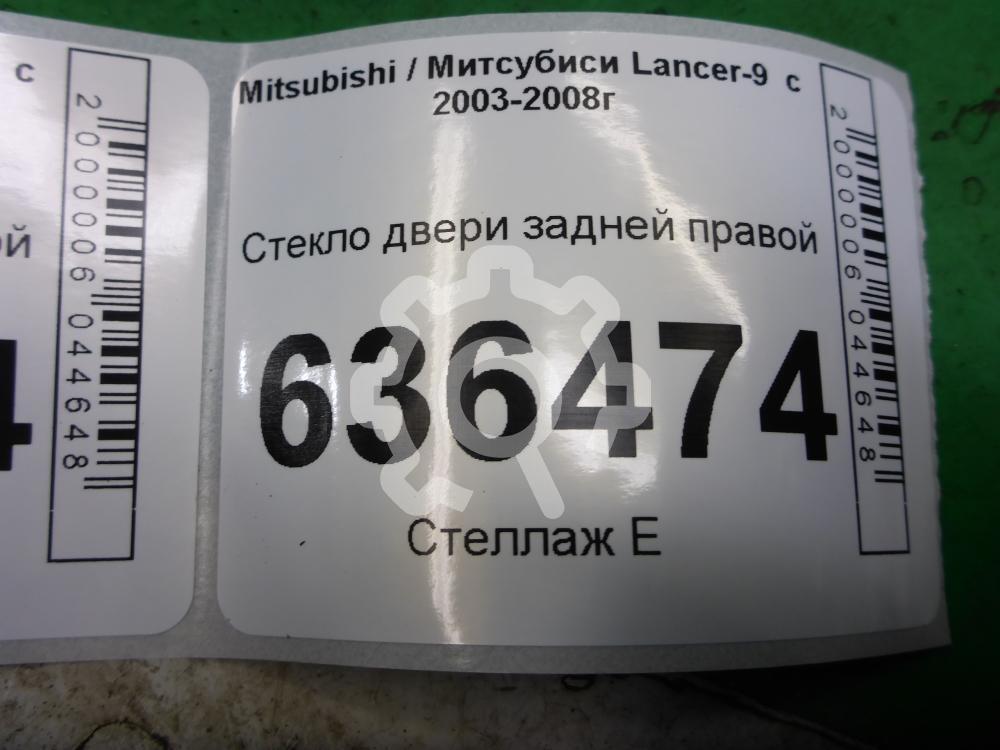 с
2000006044648
ой
4
Mitsubishi / Митсубиси Lancer-9 с
2003-2008г
Стекло двери задней правой
636474
Стеллаж Е
2000006044648